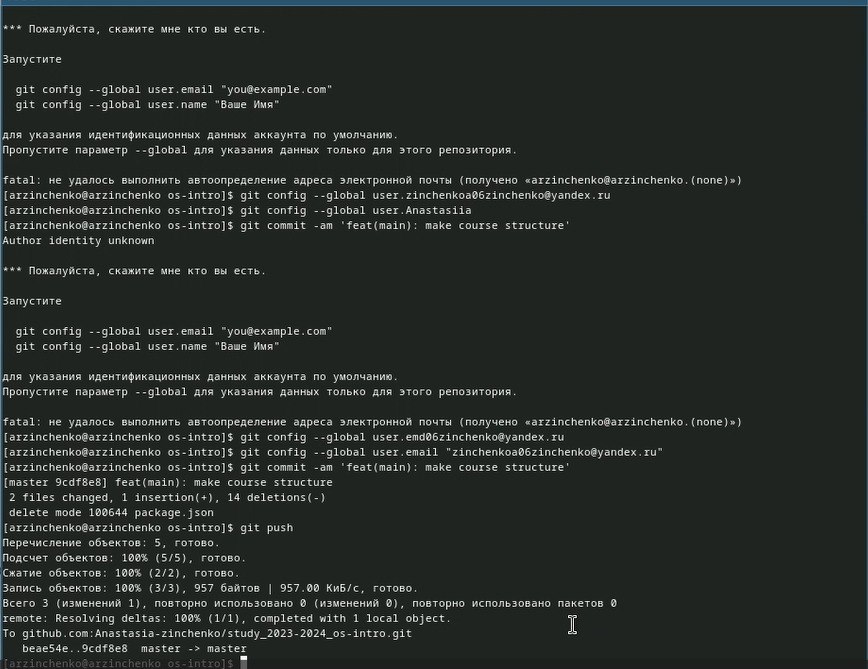 *** Пожалуйста, скажите мне кто вы есть.
Запустите
git config --global user.email "you@example.com"
git config --global user.name "Ваше Имя"
для указания идентификационных данных аккаунта по умолчанию.
Пропустите параметр --global для указания данных только для этого репозитория.
fatal: не удалось выполнить автоопределение адреса электронной почты (получено «arzinchenko@arzinchenko.(none)»)
[arzinchenko@arzinchenko os-intro]$ git config --global user.zinchenkoa06zinchenko@yandex.ru
[arzinchenko@arzinchenko os-intro]$ git config --global user.Anastasiia
[arzinchenko@arzinchenko os-intro]$ git commit -am 'feat(main): make course structure'
Author identity unknown
*** Пожалуйста, скажите мне кто вы есть.
Запустите
git config --global user.email "you@example.com"
git config --global user.name "Ваше Имя"
для указания идентификационных данных аккаунта по умолчанию.
Пропустите параметр --global для указания данных только для этого репозитория.
fatal: не удалось выполнить автоопределение адреса электронной почты (получено «arzinchenko@arzinchenko.(none)»)
[arzinchenko@arzinchenko os-intro]$ git config --global user.emd06zinchenko@yandex.ru
[arzinchenko@arzinchenko os-intro]$ git config --global user.email "zinchenkoa06zinchenko@yandex.ru"
[arzinchenko@arzinchenko os-intro]$ git commit -am 'feat(main): make course structure'
[master 9cdf8e8] feat(main): make course structure
2 files changed, 1 insertion(+), 14 deletions(-)
delete mode 100644 package.json
[arzinchenko@arzinchenko os-intro]$ git push
Перечисление объектов: 5, готово.
Подсчет объектов: 100% (5/5), готово.
Сжатие объектов: 100% (2/2), готово.
Запись объектов: 100% (3/3), 957 байтов | 957.00 КиБ/с, готово.
Всего 3 (изменений 1), повторно использовано 0 (изменений 0), повторно использовано пакетов 0
remote: Resolving deltas: 100% (1/1), completed with 1 local object.
To github.com:Anastasia-zinchenko/study_2023-2024_os-intro.git
beae54e..9cdf8e8 master -> master
[arzinchenko@arzinchenko os-intro]$